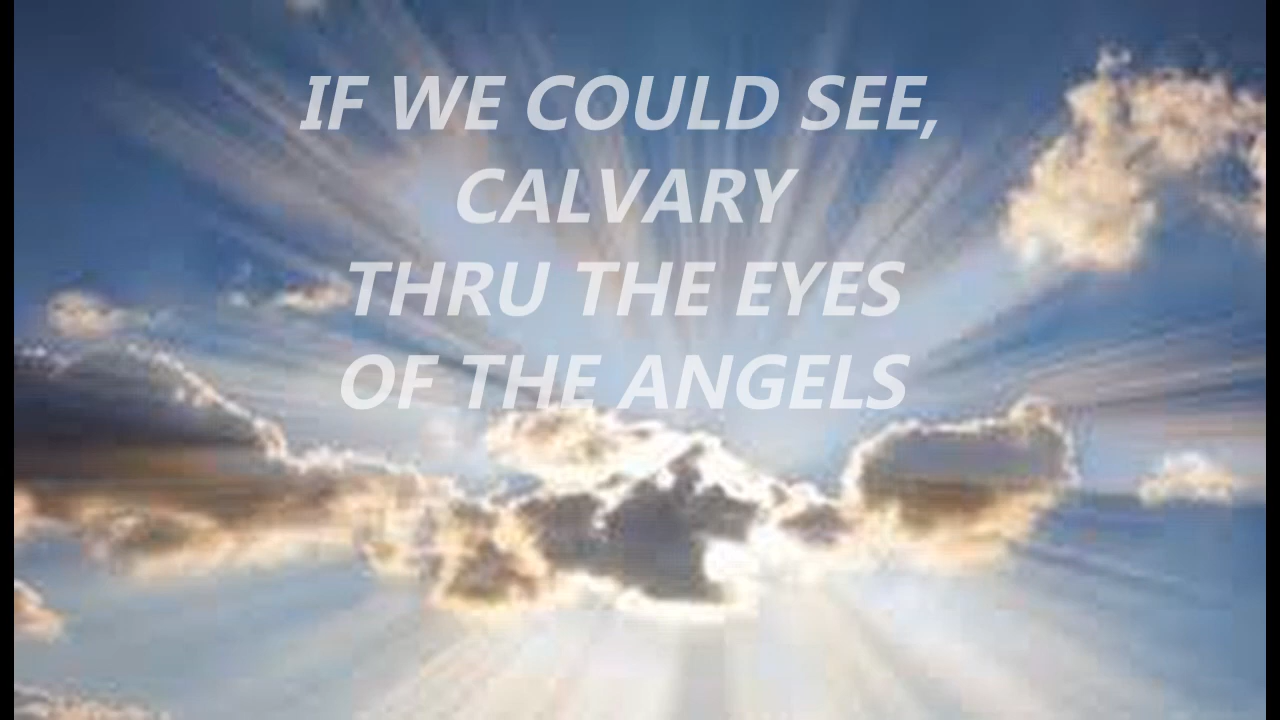 IF WE COULD SEE,
CALVARY
THRU THE EYES
OF THE ANGELS